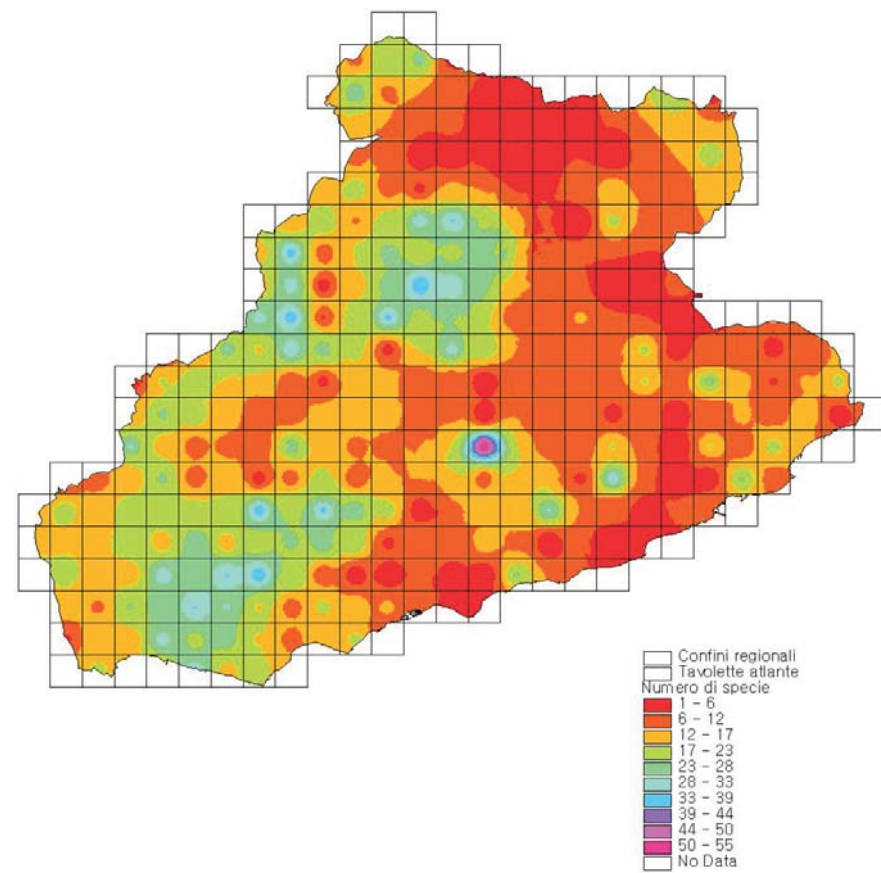 Confini regionali
Tavolette atlante
Numero di specie
1 - 6
6 - 12
12 - 17
17 - 23
23 - 28
28 - 33
33 - 39
39 - 44
44 - 50
50 - 55
No Data